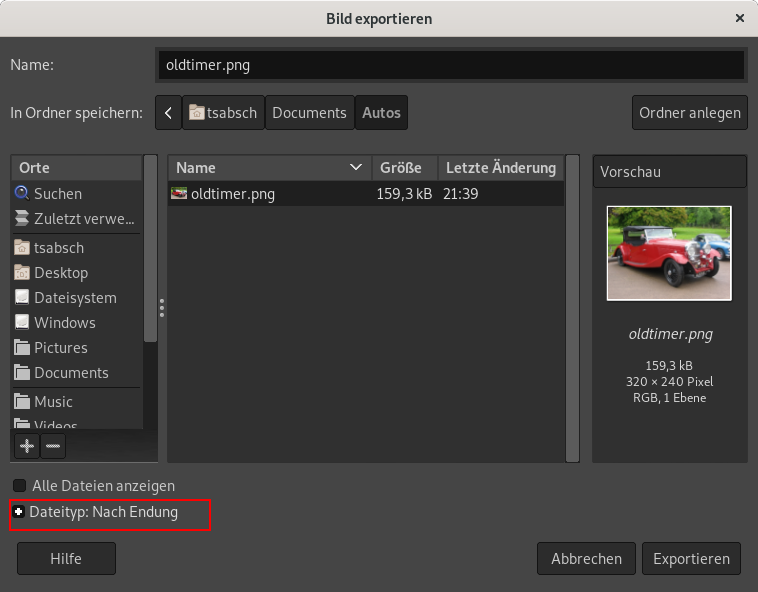 Bild exportieren
Name: oldtimer.png
In Ordner speichern: tsabsch Documents Autos Ordner anlegen
Orte
Suchen
Zuletzt verwe...
tsabsch
Desktop
Dateisystem
Windows
Pictures
Documents
Music
Videos
Name Größe Letzte Änderung
oldtimer.png 159,3 kB 21:39
Vorschau
oldtimer.png
159,3 kB
320 × 240 Pixel
RGB, 1 Ebene
Alle Dateien anzeigen
Dateityp: Nach Endung
Hilfe Abbrechen Exportieren